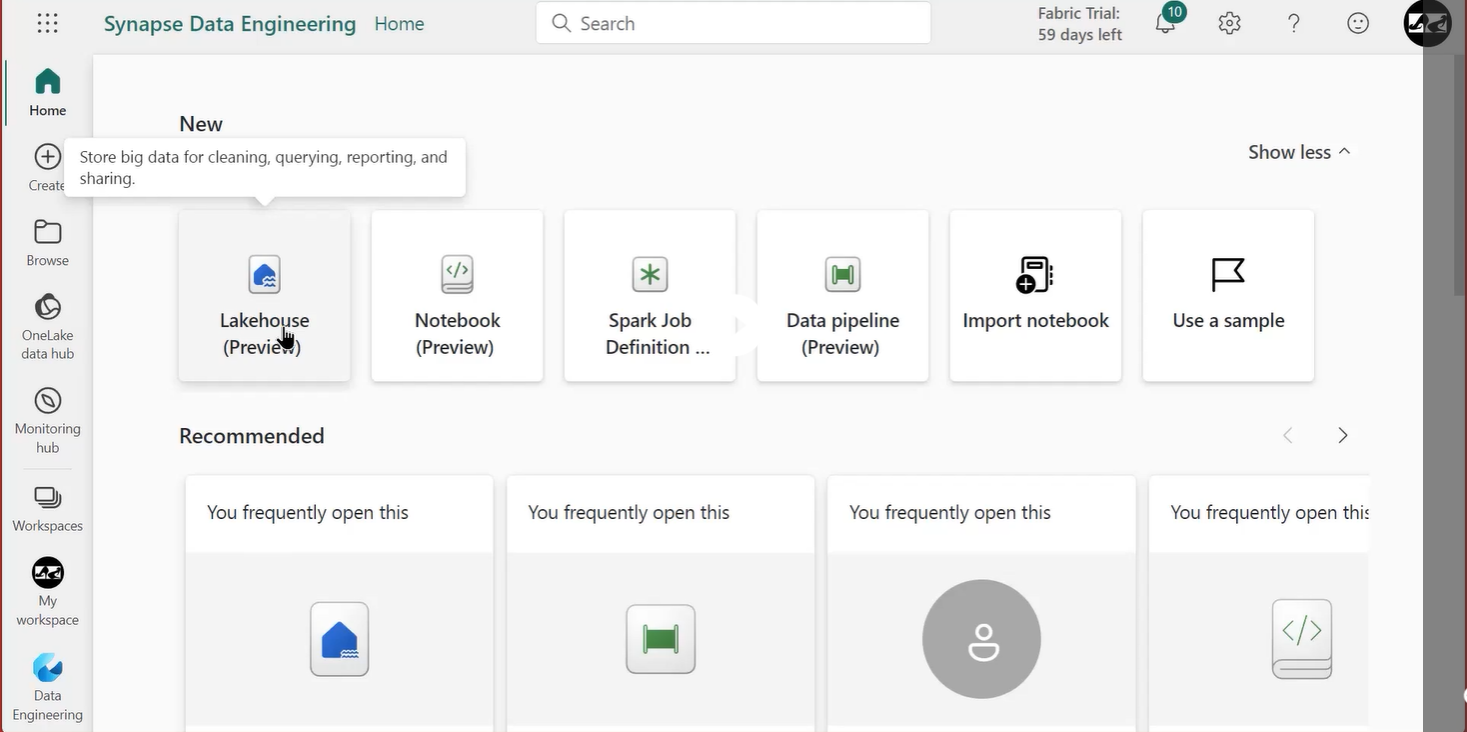 Synapse Data Engineering Home
Search
Fabric Trial:
59 days left
10
Home
Create
Browse
OneLake
data hub
Monitoring
hub
Workspaces
My
workspace
Data
Engineering
New
Show less
Store big data for cleaning, querying, reporting, and
sharing.
Lakehouse
(Preview)
Notebook
(Preview)
Spark Job
Definition ...
Data pipeline
(Preview)
Import notebook
Use a sample
Recommended
You frequently open this
You frequently open this
You frequently open this
You frequently open this